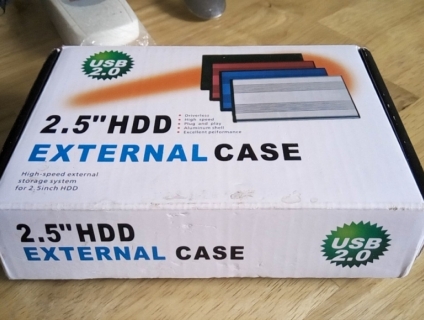 USB
2.0
2.5"HDD
Driverless
High speed
Plug and play
Aluminum shell
Excellent performance
EXTERNAL CASE
High-speed external
storage system
for 2.5inch HDD
2.5"HDD
EXTERNAL CASE
USB
2.0